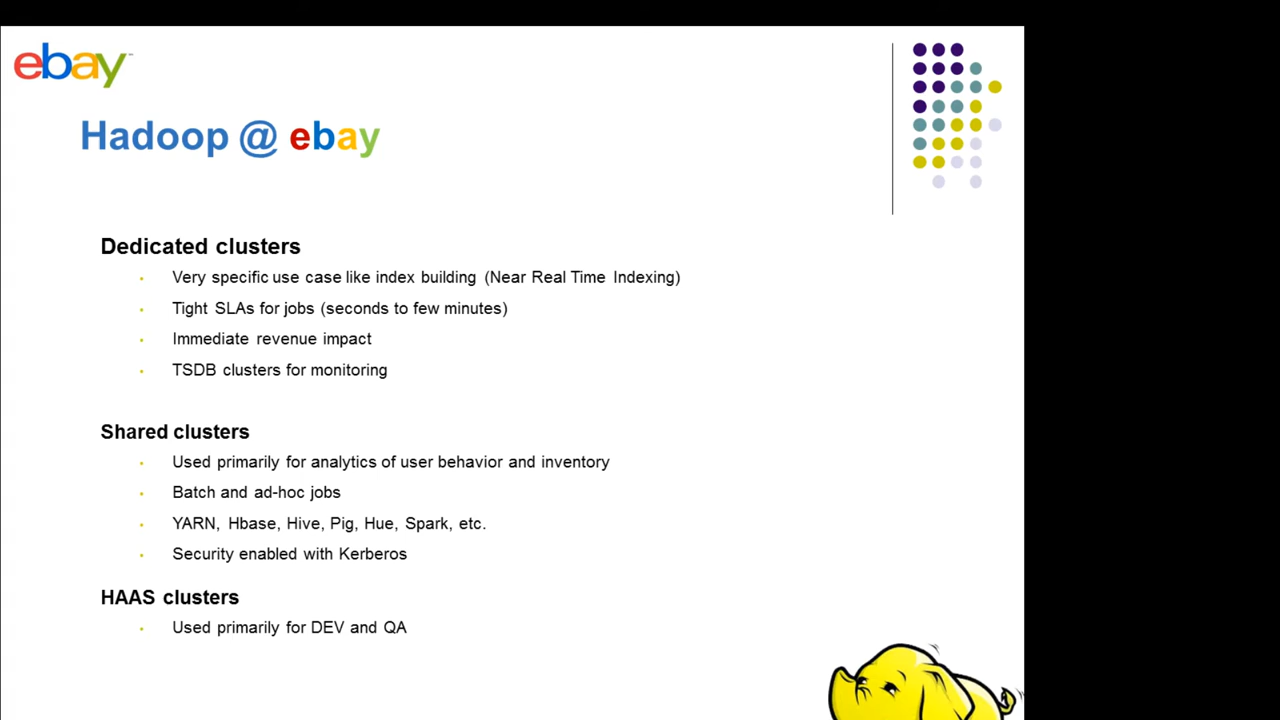 ebay™
Hadoop @ ebay
Dedicated clusters
Very specific use case like index building (Near Real Time Indexing)
Tight SLAs for jobs (seconds to few minutes)
Immediate revenue impact
TSDB clusters for monitoring
Shared clusters
Used primarily for analytics of user behavior and inventory
Batch and ad-hoc jobs
YARN, Hbase, Hive, Pig, Hue, Spark, etc.
Security enabled with Kerberos
HAAS clusters
Used primarily for DEV and QA